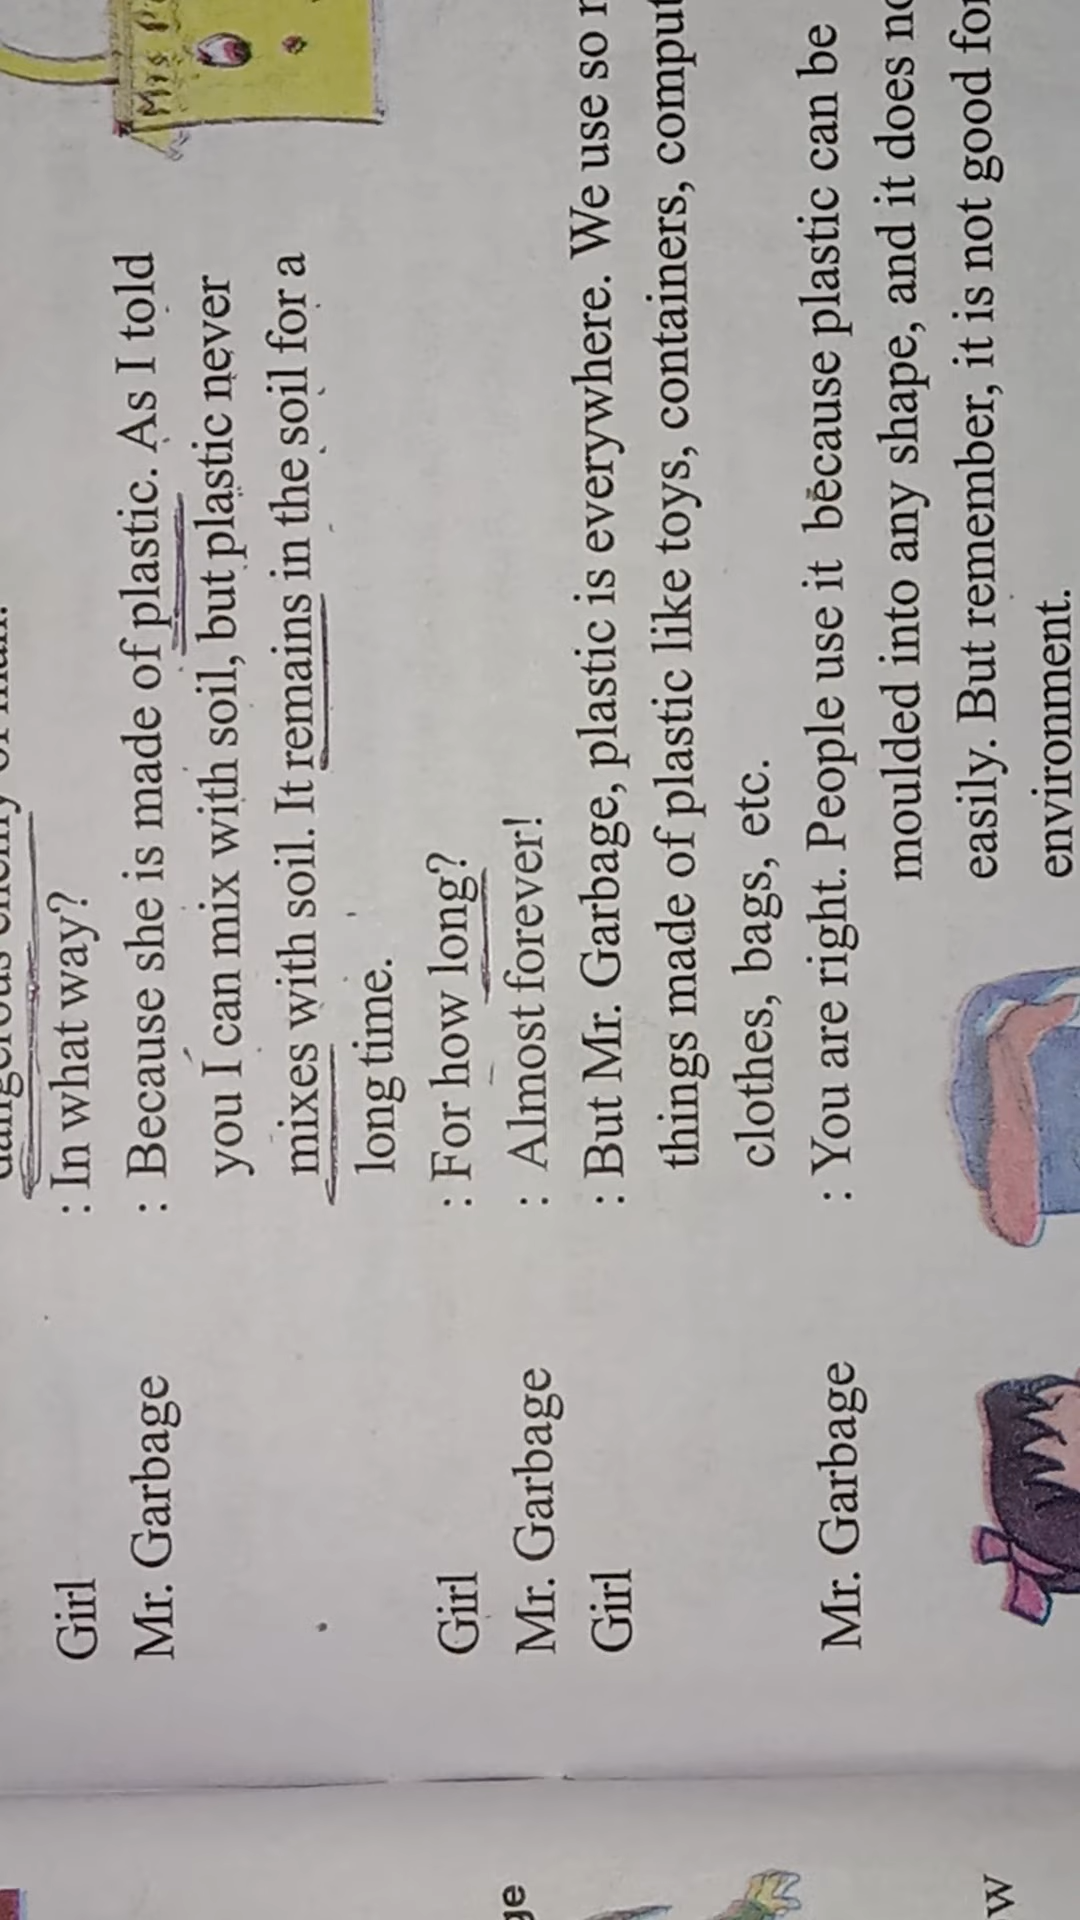 Girl : In what way?
Mr. Garbage : Because she is made of plastic. As I told
you I can mix with soil, but plastic never
mixes with soil. It remains in the soil for a
long time.
Girl : For how long?
Mr. Garbage : Almost forever!
Girl : But Mr. Garbage, plastic is everywhere. We use so
things made of plastic like toys, containers,
clothes, bags, etc.
Mr. Garbage : You are right. People use it because plastic can be
moulded into any shape, and it does
easily. But remember, it is not good
environment.